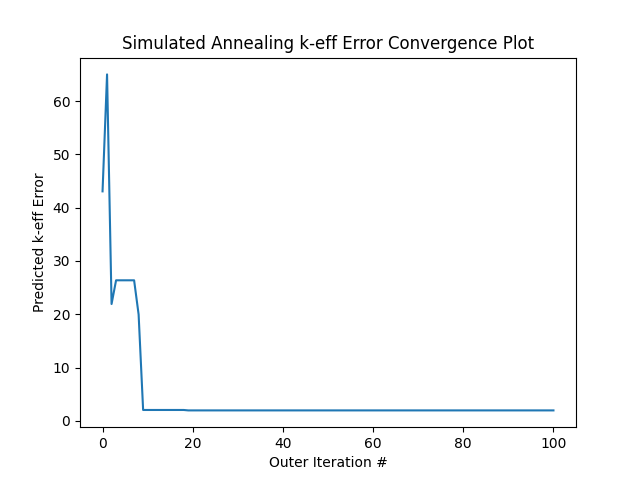 Simulated Annealing k-eff Error Convergence Plot
60
50
40
30
20
10
0
Predicted k-eff Error
0 20 40 60 80 100
Outer Iteration #